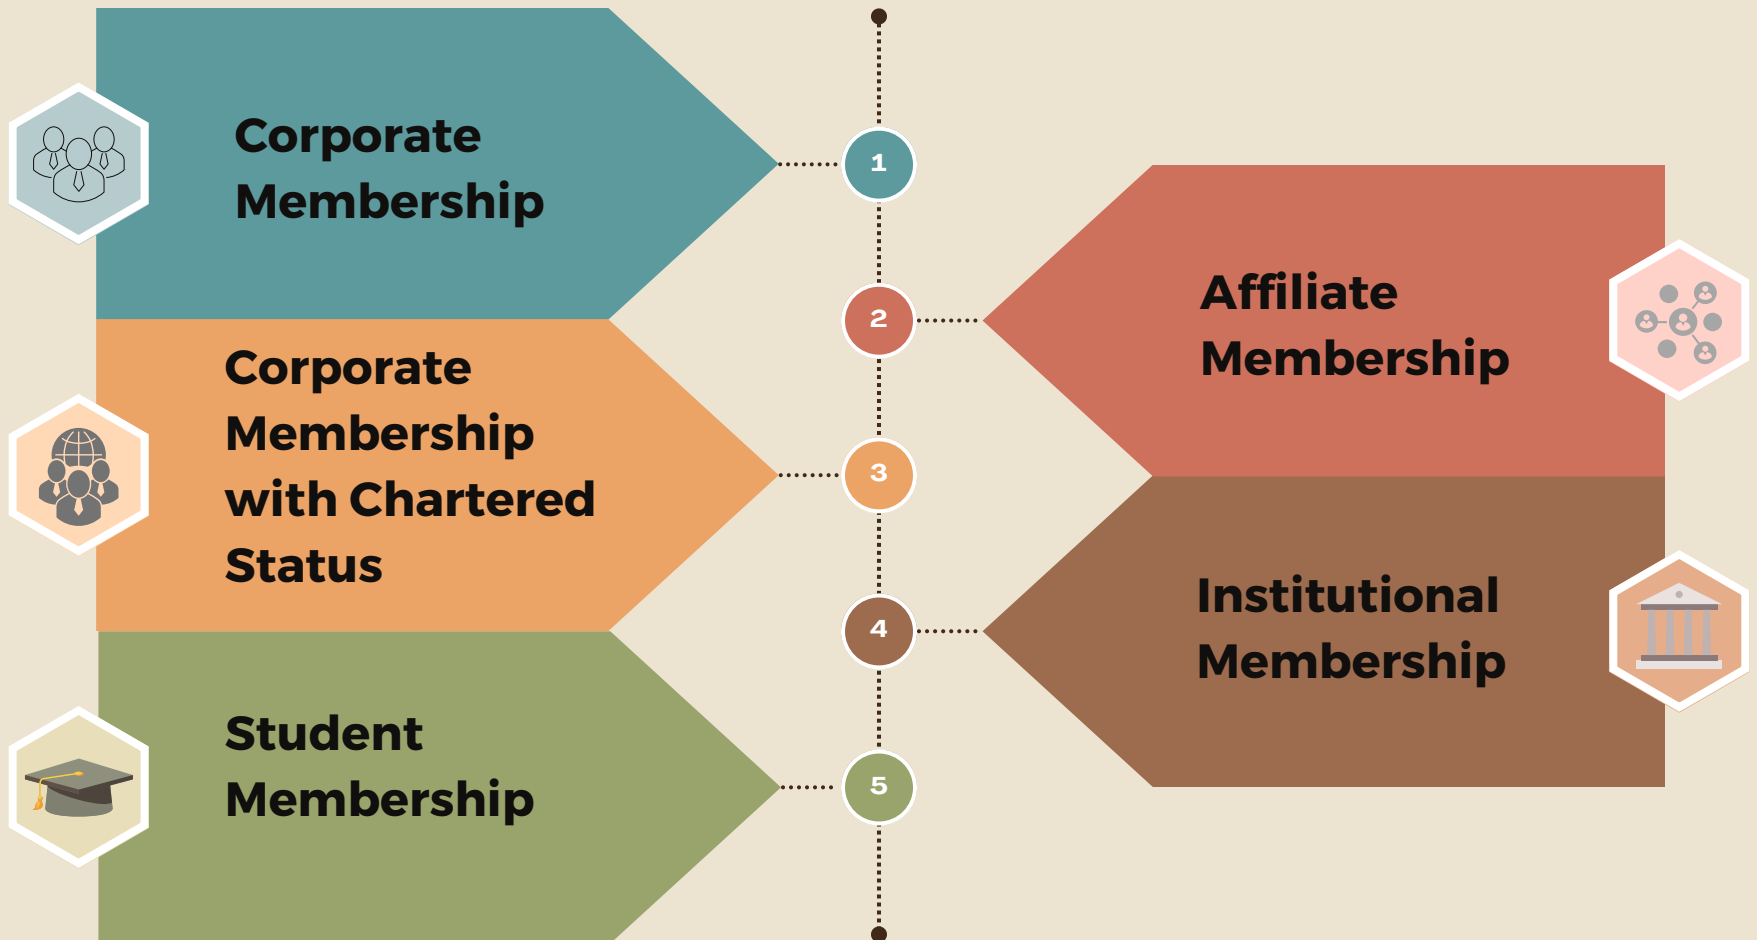 Corporate
Membership
1
Affiliate
Membership
2
Corporate
Membership
with Chartered
Status
3
Institutional
Membership
4
Student
Membership
5